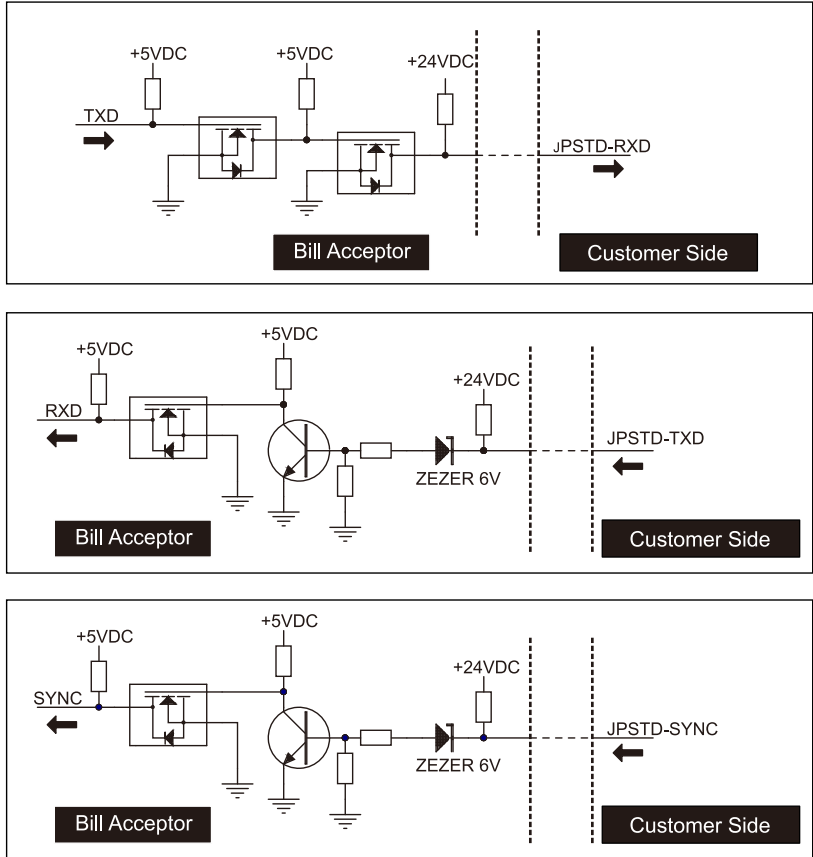 +5VDC
+5VDC
+24VDC
TXD
JPSTD-RXD
Bill Acceptor
Customer Side
+5VDC
+5VDC
+24VDC
RXD
JPSTD-TXD
ZEZER 6V
Bill Acceptor
Customer Side
+5VDC
+5VDC
+24VDC
SYNC
JPSTD-SYNC
ZEZER 6V
Bill Acceptor
Customer Side